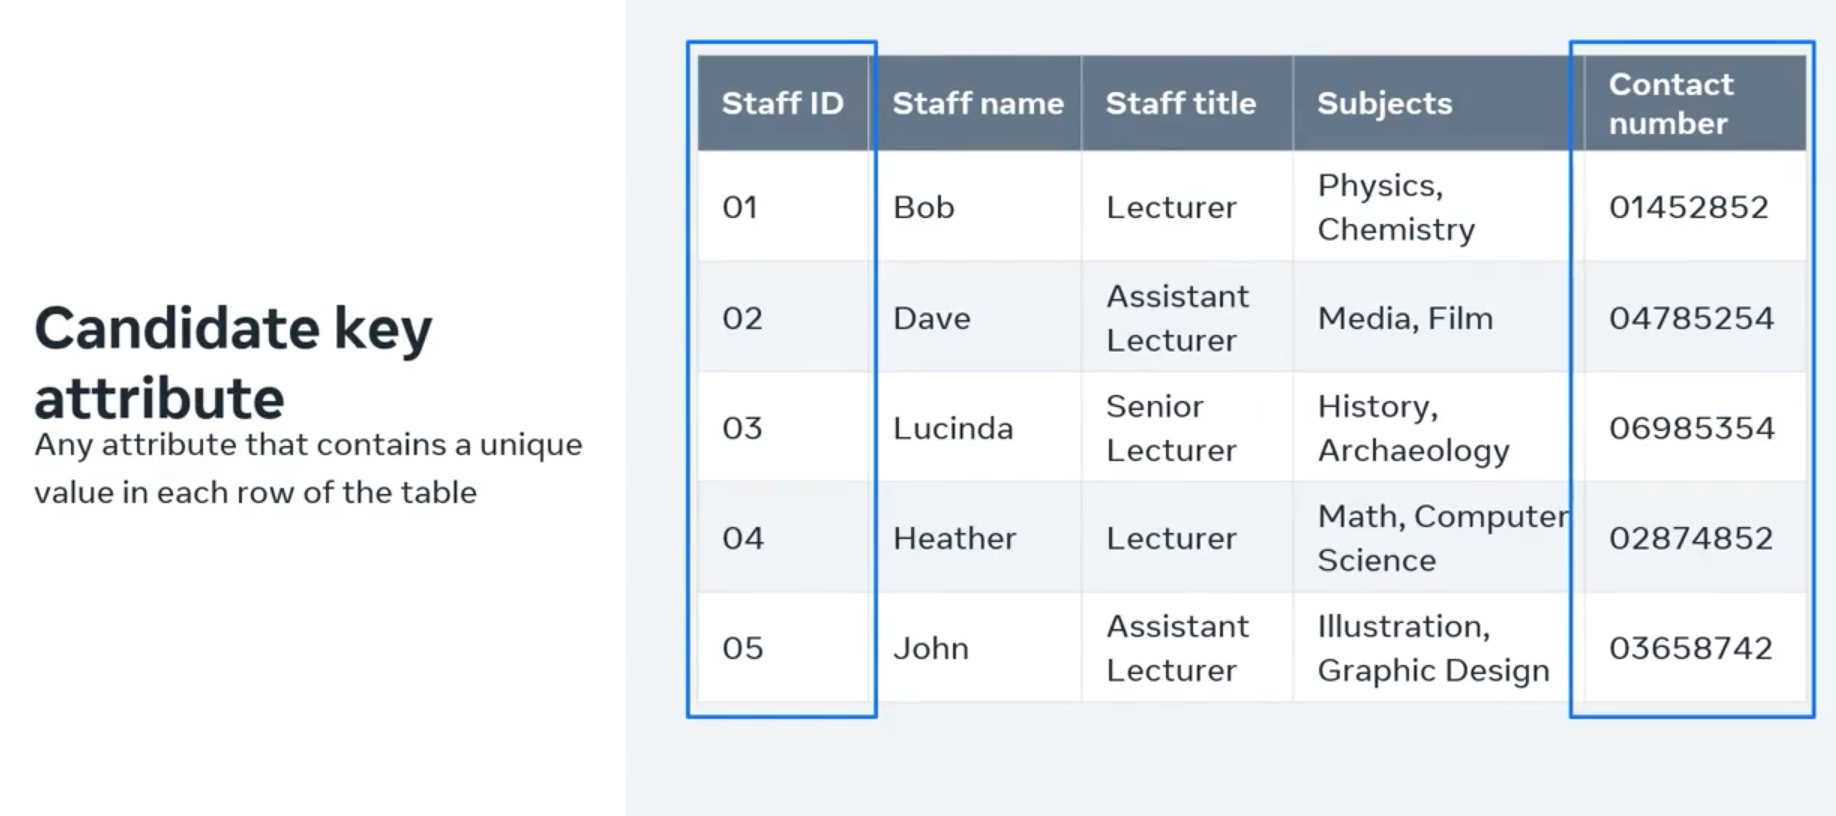 Candidate key
attribute
Any attribute that contains a unique
value in each row of the table
Staff ID Staff name Staff title Subjects Contact number
01 Bob Lecturer Physics, Chemistry 01452852
02 Dave Assistant Lecturer Media, Film 04785254
03 Lucinda Senior Lecturer History, Archaeology 06985354
04 Heather Lecturer Math, Computer Science 02874852
05 John Assistant Lecturer Illustration, Graphic Design 03658742